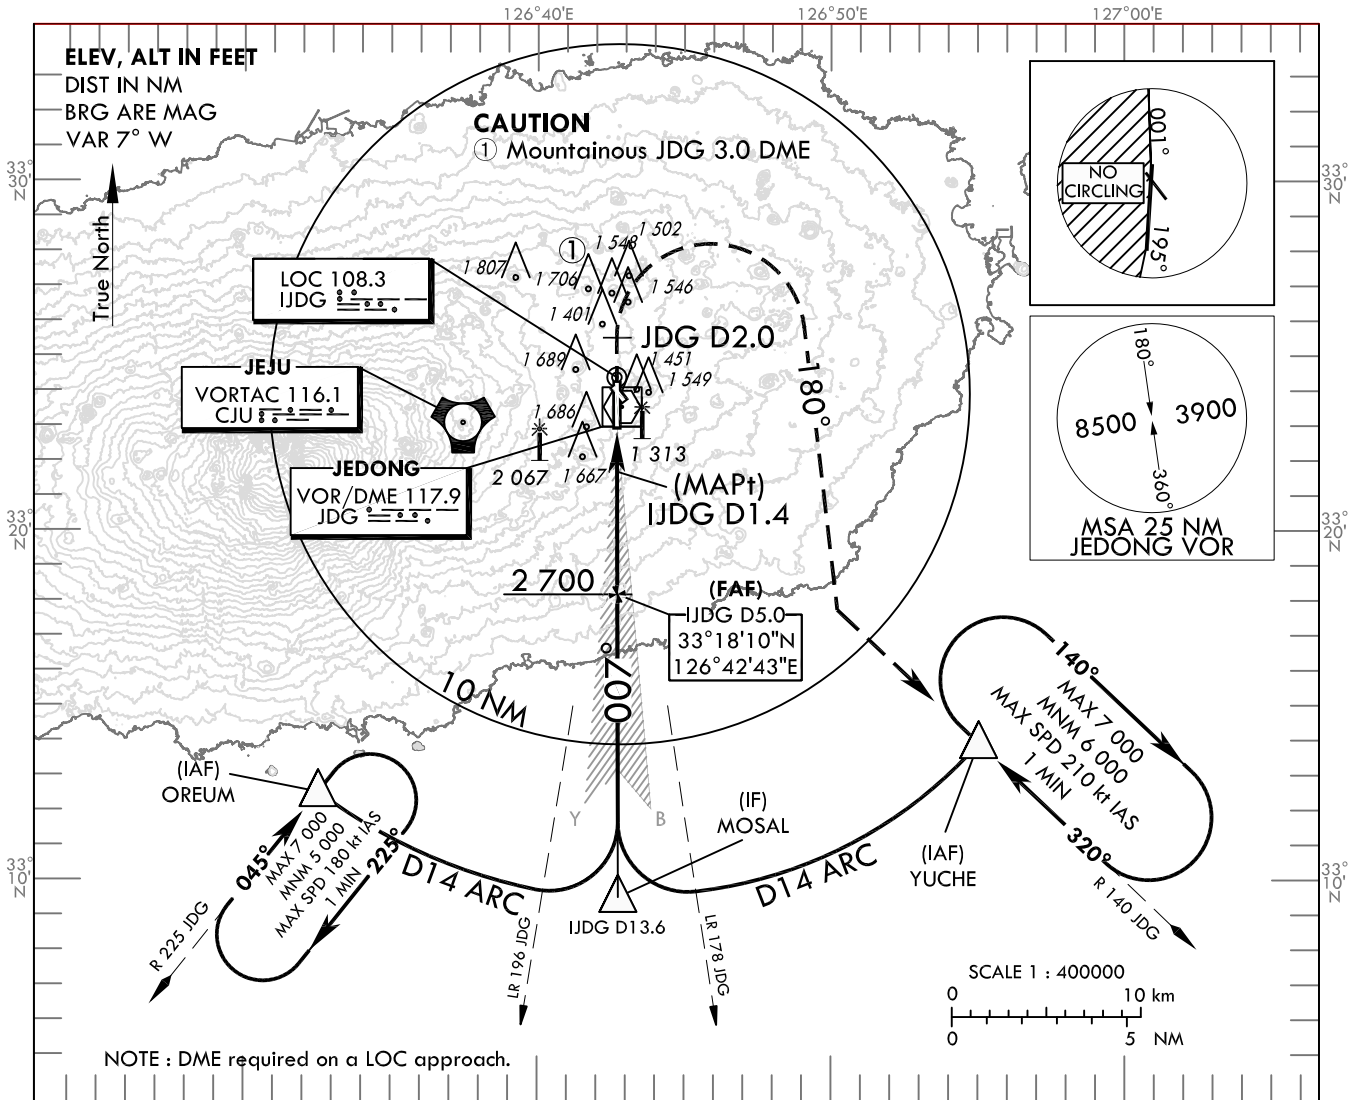 126°40'E
126°50'E
127°00'E
ELEV, ALT IN FEET
DIST IN NM
BRG ARE MAG
VAR 7° W
True North
CAUTION
① Mountainous JDG 3.0 DME
33°
30'
N
33°
30'
N
001°
NO
CIRCLING
195°
1 502
1 548
①
1 807
1 706
1 546
LOC 108.3
IJDG
1 401
JDG D2.0
180°
8500
3900
360°
MSA 25 NM
JEDONG VOR
1 689
1 451
1 549
JEJU
VORTAC 116.1
CJU
180°
1 686
1 313
2 067
1 667
JEDONG
VOR/DME 117.9
JDG
(MAPt)
IJDG D1.4
33°
20'
N
33°
20'
N
2 700
(FAF)
IJDG D5.0
33°18'10"N
126°42'43"E
007°
10 NM
140°
MAX 7 000
MNM 6 000
MAX SPD 210 kt IAS
1 MIN
320°
(IAF)
OREUM
045°
MAX 7 000
MNM 5 000
MAX SPD 180 kt IAS
1 MIN
225°
Y
B
(IF)
MOSAL
(IAF)
YUCHE
D14 ARC
D14 ARC
33°
10'
N
33°
10'
N
IJDG D13.6
R 225 JDG
LR 196 JDG
LR 178 JDG
R 140 JDG
SCALE 1 : 400000
0
10 km
0
5
NM
NOTE : DME required on a LOC approach.